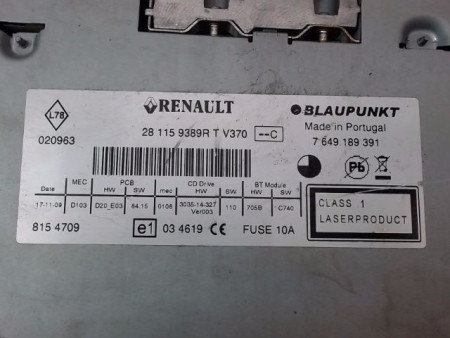 L78
RENAULT
BLAUPUNKT
020963
28 115 9389R T V370
--C
Made in Portugal
7 649 189 391
Pb
MEC PCB CD Drive BT Module
Date HW SW mec HW SW HW SW
17-11-09 D103 D20_E03 84.15 0108 3035-14-327 Ver003 110 705B C740
CLASS 1
LASERPRODUCT
815 4709
e1
03 4619 CE
FUSE 10A